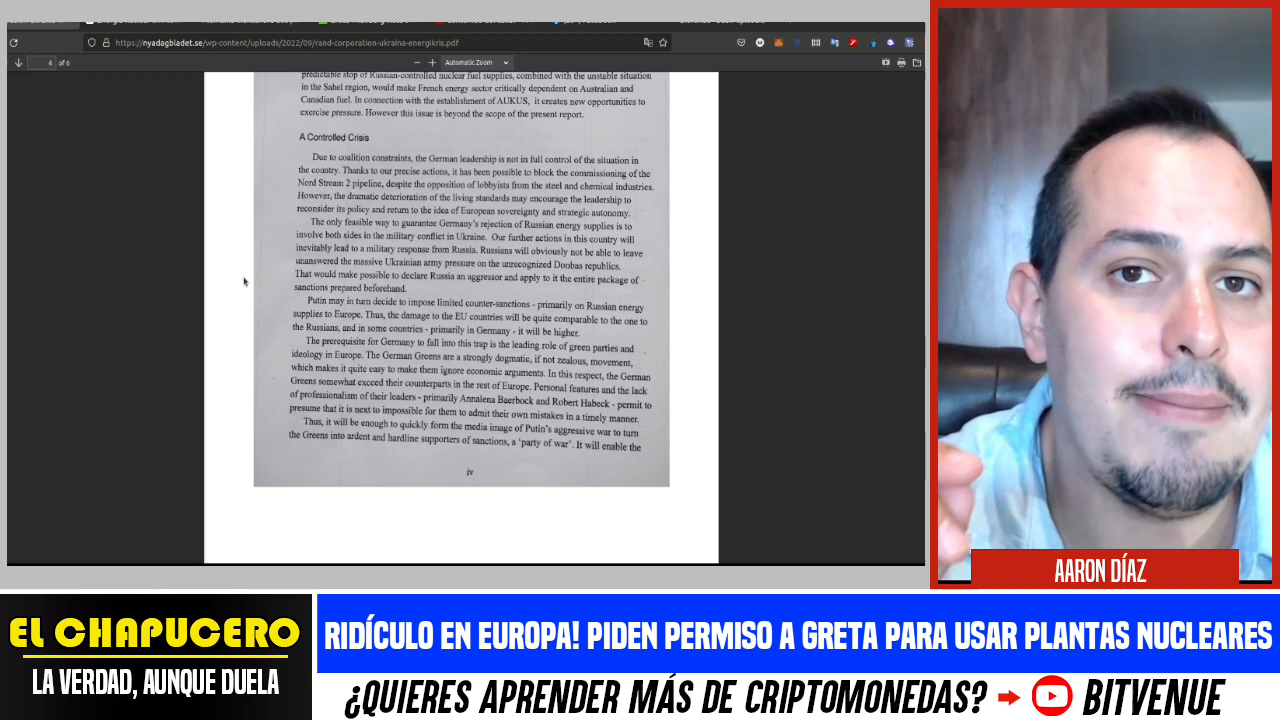 https://nyadagbladet.se/wp-content/uploads/2022/09/rand-corporation-ukraina-energikris.pdf
4 of 6
Automatic Zoom
predictable stop of Russian-controlled nuclear fuel supplies, combined with the unstable situation
in the Sahel region, would make French energy sector critically dependent on Australian and
Canadian fuel. In connection with the establishment of AUKUS, it creates new opportunities to
exercise pressure. However this issue is beyond the scope of the present report.
A Controlled Crisis
Due to coalition constraints, the German leadership is not in full control of the situation in
the country. Thanks to our precise actions, it has been possible to block the commissioning of the
Nord Stream 2 pipeline, despite the opposition of lobbyists from the steel and chemical industries.
However, the dramatic deterioration of the living standards may encourage the leadership to
reconsider its policy and return to the idea of European sovereignty and strategic autonomy.
The only feasible way to guarantee Germany's rejection of Russian energy supplies is to
involve both sides in the military conflict in Ukraine. Our further actions in this country will
inevitably lead to a military response from Russia. Russians will obviously not be able to leave
unanswered the massive Ukrainian army pressure on the unrecognized Donbas republics.
That would make possible to declare Russia an aggressor and apply to it the entire package of
sanctions prepared beforehand.
Putin may in turn decide to impose limited counter-sanctions - primarily on Russian energy
supplies to Europe. Thus, the damage to the EU countries will be quite comparable to the one to
the Russians, and in some countries - primarily in Germany - it will be higher.
The prerequisite for Germany to fall into this trap is the leading role of green parties and
ideology in Europe. The German Greens are a strongly dogmatic, if not zealous, movement,
which makes it quite easy to make them ignore economic arguments. In this respect, the German
Greens somewhat exceed their counterparts in the rest of Europe. Personal features and the lack
of professionalism of their leaders - primarily Annalena Baerbock and Robert Habeck - permit to
presume that it is next to impossible for them to admit their own mistakes in a timely manner.
Thus, it will be enough to quickly form the media image of Putin's aggressive war to turn
the Greens into ardent and hardline supporters of sanctions, a 'party of war'. It will enable the
iv
AARON DÍAZ
EL CHAPUCERO
LA VERDAD, AUNQUE DUELA
RIDÍCULO EN EUROPA! PIDEN PERMISO A GRETA PARA USAR PLANTAS NUCLEARES
¿QUIERES APRENDER MÁS DE CRIPTOMONEDAS? BITVENUE